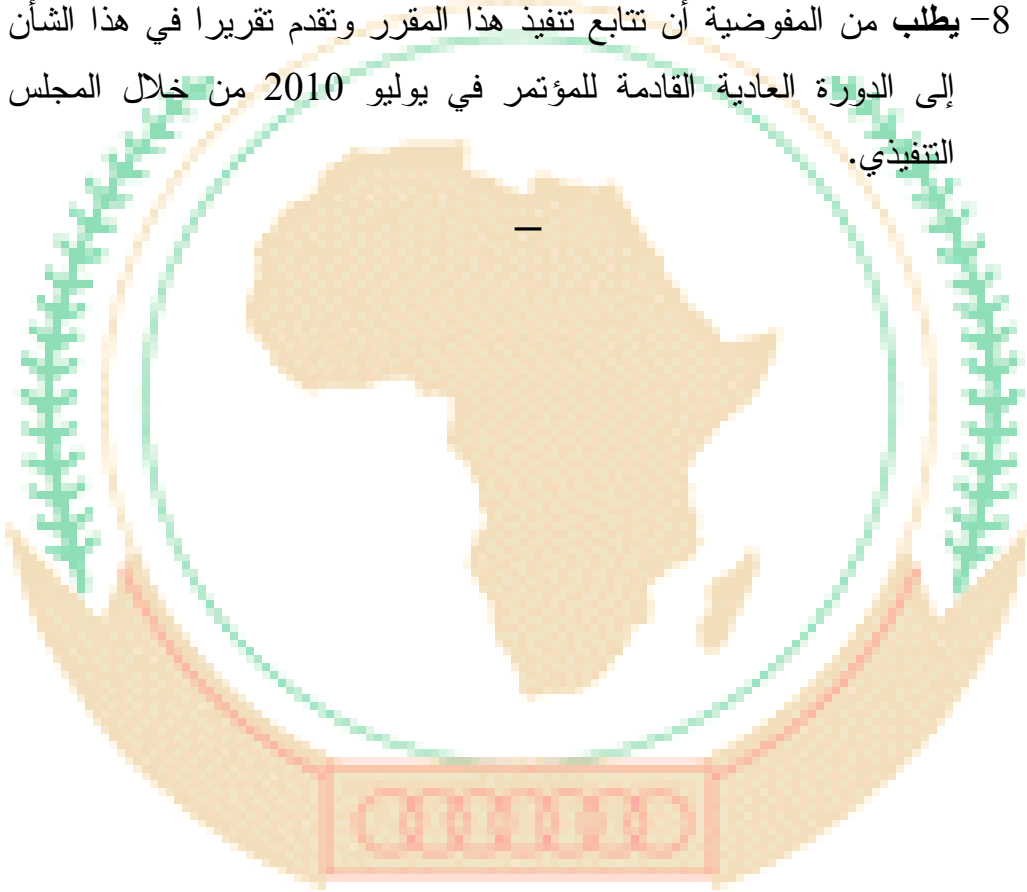 8- يطلب من المفوضية أن تتابع تنفيذ هذا المقرر وتقدم تقريرا في هذا الشأن
إلى الدورة العادية القادمة للمؤتمر في يوليو 2010 من خلال المجلس
التنفيذي.
_